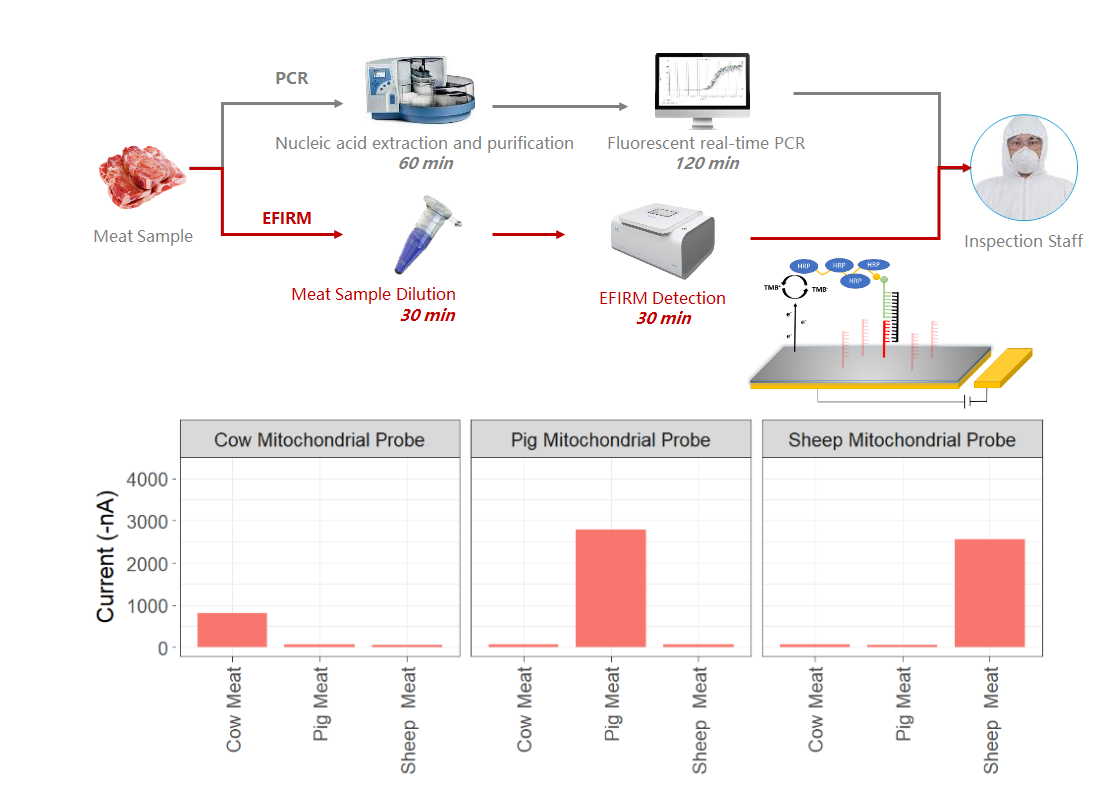 PCR
Nucleic acid extraction and purification
60 min
Fluorescent real-time PCR
120 min
Meat Sample
EFIRM
Inspection Staff
Meat Sample Dilution
30 min
EFIRM Detection
30 min
HRP
HRP
HRP
HRP
e-
e-
e-
Cow Mitochondrial Probe
Pig Mitochondrial Probe
Sheep Mitochondrial Probe
Current (-nA)
4000
3000
2000
1000
0
Cow Meat
Pig Meat
Sheep Meat
Cow Meat
Pig Meat
Sheep Meat
Cow Meat
Pig Meat
Sheep Meat